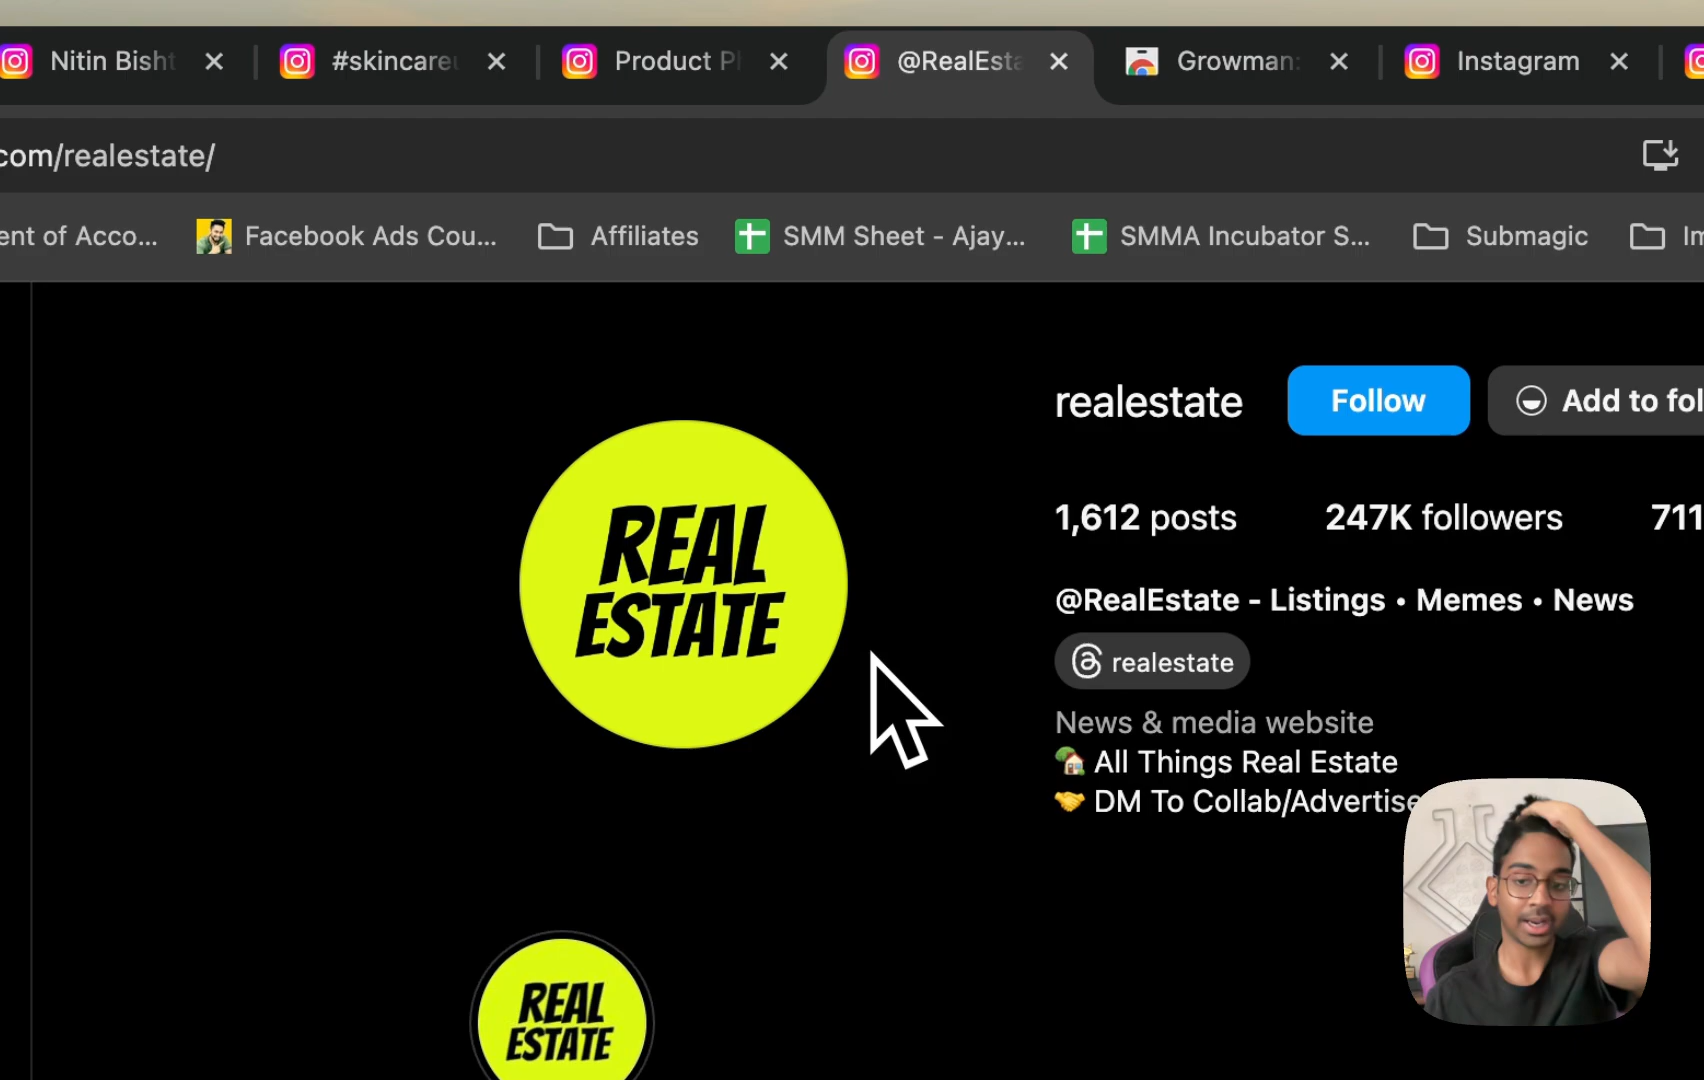 Nitin Bisht
#skincare
Product P
@RealEsta
Growman:
Instagram
com/realestate/
ent of Acco...
Facebook Ads Cou...
Affiliates
SMM Sheet - Ajay...
SMMA Incubator S...
Submagic
realestate
Follow
Add to fol
1,612 posts
247K followers
711
@RealEstate - Listings • Memes • News
realestate
News & media website
🏡 All Things Real Estate
🤝 DM To Collab/Advertise
REAL
ESTATE
REAL
ESTATE